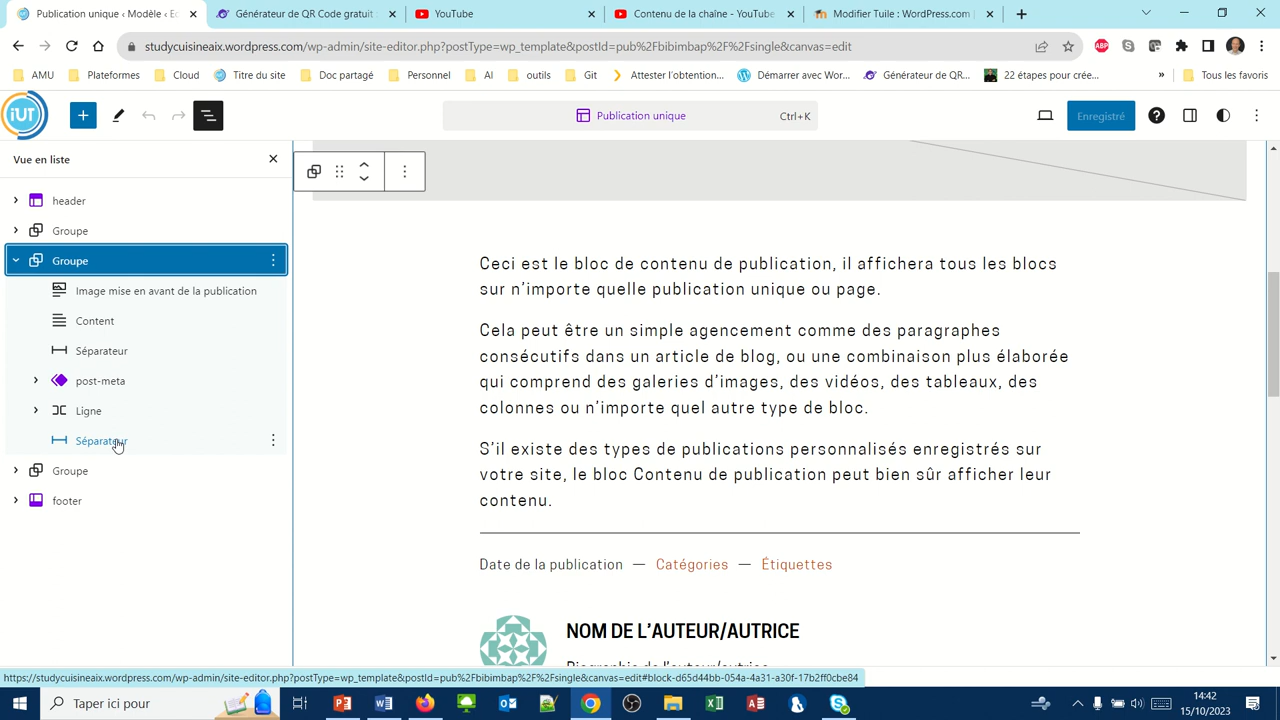 Publication unique ‹ Modèle ‹ Éc
Générateur de QR Code gratuit :
YouTube
Contenu de la chaîne - YouTube
Modifier Tuile : WordPress.com |
studycuisineaix.wordpress.com/wp-admin/site-editor.php?postType=wp_template&postId=pub%2Fbibimbap%2F%2Fsingle&canvas=edit
ABP
AMU
Plateformes
Cloud
Titre du site
Doc partagé
Personnel
AI
outils
Git
Attester l'obtention...
Démarrer avec Wor...
Générateur de QR...
22 étapes pour crée...
»
Tous les favoris
iUT
Publication unique
Ctrl+K
Enregistré
Vue en liste
header
Groupe
Groupe
Image mise en avant de la publication
Content
Séparateur
post-meta
Ligne
Séparateur
Groupe
footer
Ceci est le bloc de contenu de publication, il affichera tous les blocs
sur n'importe quelle publication unique ou page.
Cela peut être un simple agencement comme des paragraphes
consécutifs dans un article de blog, ou une combinaison plus élaborée
qui comprend des galeries d'images, des vidéos, des tableaux, des
colonnes ou n'importe quel autre type de bloc.
S'il existe des types de publications personnalisés enregistrés sur
votre site, le bloc Contenu de publication peut bien sûr afficher leur
contenu.
Date de la publication — Catégories — Étiquettes
NOM DE L'AUTEUR/AUTRICE
Biographie de l'auteur/autrice
https://studycuisineaix.wordpress.com/wp-admin/site-editor.php?postType=wp_template&postId=pub%2Fbibimbap%2F%2Fsingle&canvas=edit#block-d65d44bb-054a-4a31-a30f-17b2ff0cbe84
Taper ici pour
14:42
15/10/2023